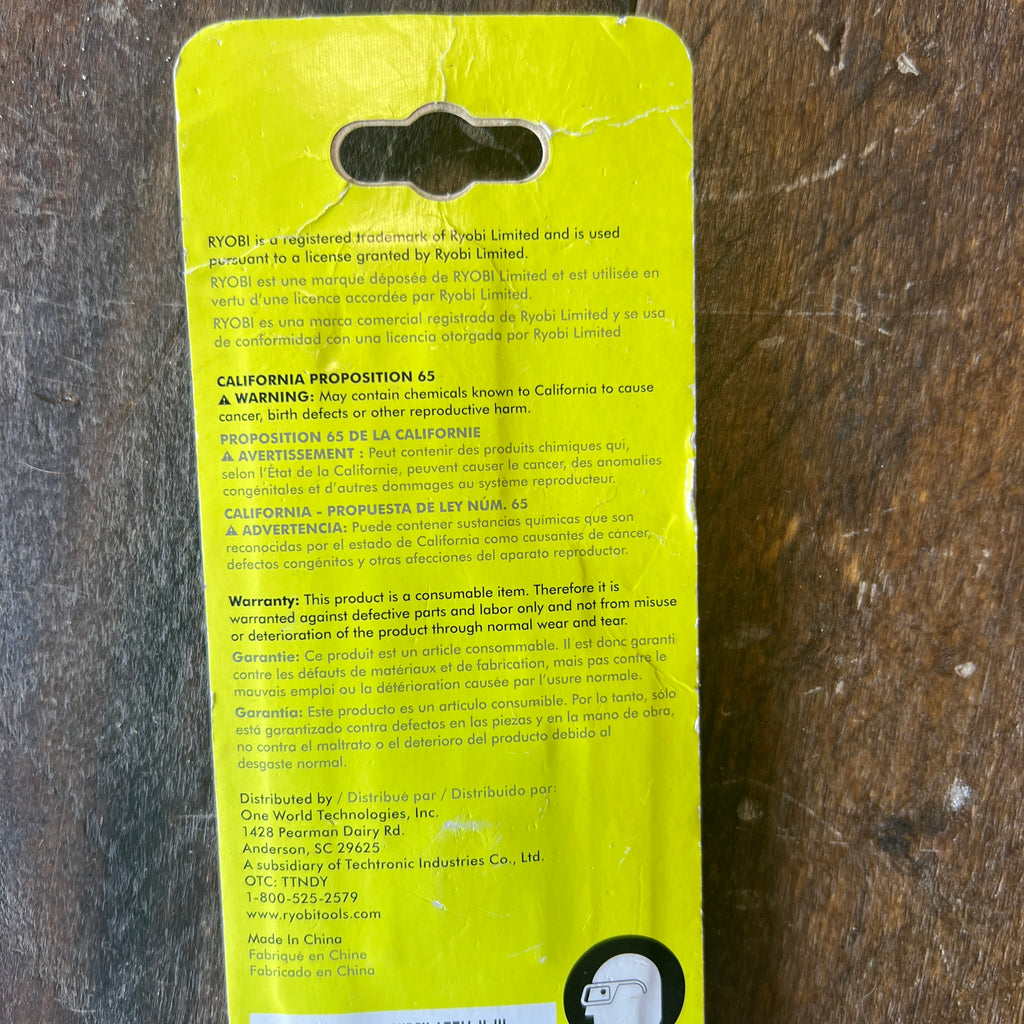 RYOBI is a registered trademark of Ryobi Limited and is used
pursuant to a license granted by Ryobi Limited.
RYOBI est une marque déposée de RYOBI Limited et est utilisée en
vertu d'une licence accordée par Ryobi Limited.
RYOBI es una marca comercial registrada de Ryobi Limited y se usa
de conformidad con una licencia otorgada por Ryobi Limited
CALIFORNIA PROPOSITION 65
⚠ WARNING: May contain chemicals known to California to cause
cancer, birth defects or other reproductive harm.
PROPOSITION 65 DE LA CALIFORNIE
⚠ AVERTISSEMENT : Peut contenir des produits chimiques qui,
selon l'État de la Californie, peuvent causer le cancer, des anomalies
congénitales et d'autres dommages au système reproducteur.
CALIFORNIA - PROPUESTA DE LEY NÚM. 65
⚠ ADVERTENCIA: Puede contener sustancias químicas que son
reconocidas por el estado de California como causantes de cáncer,
defectos congénitos y otras afecciones del aparato reproductor.
Warranty: This product is a consumable item. Therefore it is
warranted against defective parts and labor only and not from misuse
or deterioration of the product through normal wear and tear.
Garantie: Ce produit est un article consommable. Il est donc garanti
contre les défauts de matériaux et de fabrication, mais pas contre le
mauvais emploi ou la détérioration causée par l'usure normale.
Garantía: Este producto es un artículo consumible. Por lo tanto, sólo
está garantizado contra defectos en las piezas y en la mano de obra,
no contra el maltrato o el deterioro del producto debido al
desgaste normal.
Distributed by / Distribué par / Distribuido por:
One World Technologies, Inc.
1428 Pearman Dairy Rd.
Anderson, SC 29625
A subsidiary of Techtronic Industries Co., Ltd.
OTC: TTNDY
1-800-525-2579
www.ryobitools.com
Made In China
Fabriqué en Chine
Fabricado en China